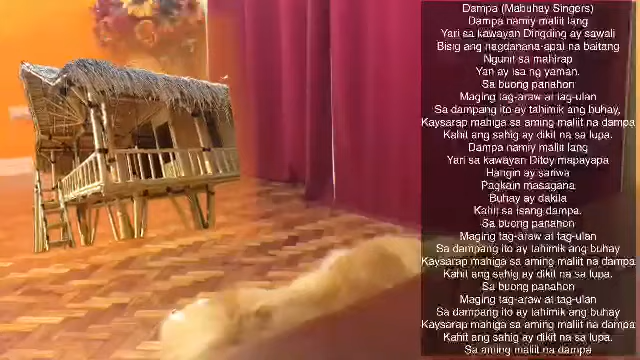 Dampa (Mabuhay Singers)
Dampa namiy maliit lang
Yari sa kawayan Dingding ay sawali
Bisig ang nagdanana-apat na baitang
Ngunit sa mahirap
Yan ay isa ng yaman.
Sa buong panahon
Maging tag-araw at tag-ulan
Sa dampang ito ay tahimik ang buhay,
Kaysarap mahiga sa aming maliit na dampa
Kahit ang sahig ay dikit na sa lupa.
Dampa namiy maliit lang
Yari sa kawayan Ditoy mapayapa
Hangin ay sariwa
Pagkain masagana
Buhay ay dakila
Kahit sa isang dampa.
Sa buong panahon
Maging tag-araw at tag-ulan
Sa dampang ito ay tahimik ang buhay
Kaysarap mahiga sa aming maliit na dampa
Kahit ang sahig ay dikit na sa lupa.
Sa buong panahon
Maging tag-araw at tag-ulan
Sa dampang ito ay tahimik ang buhay
Kaysarap mahiga sa aming maliit na dampa
Kahit ang sahig ay dikit na sa lupa.
Sa aming maliit na dampa